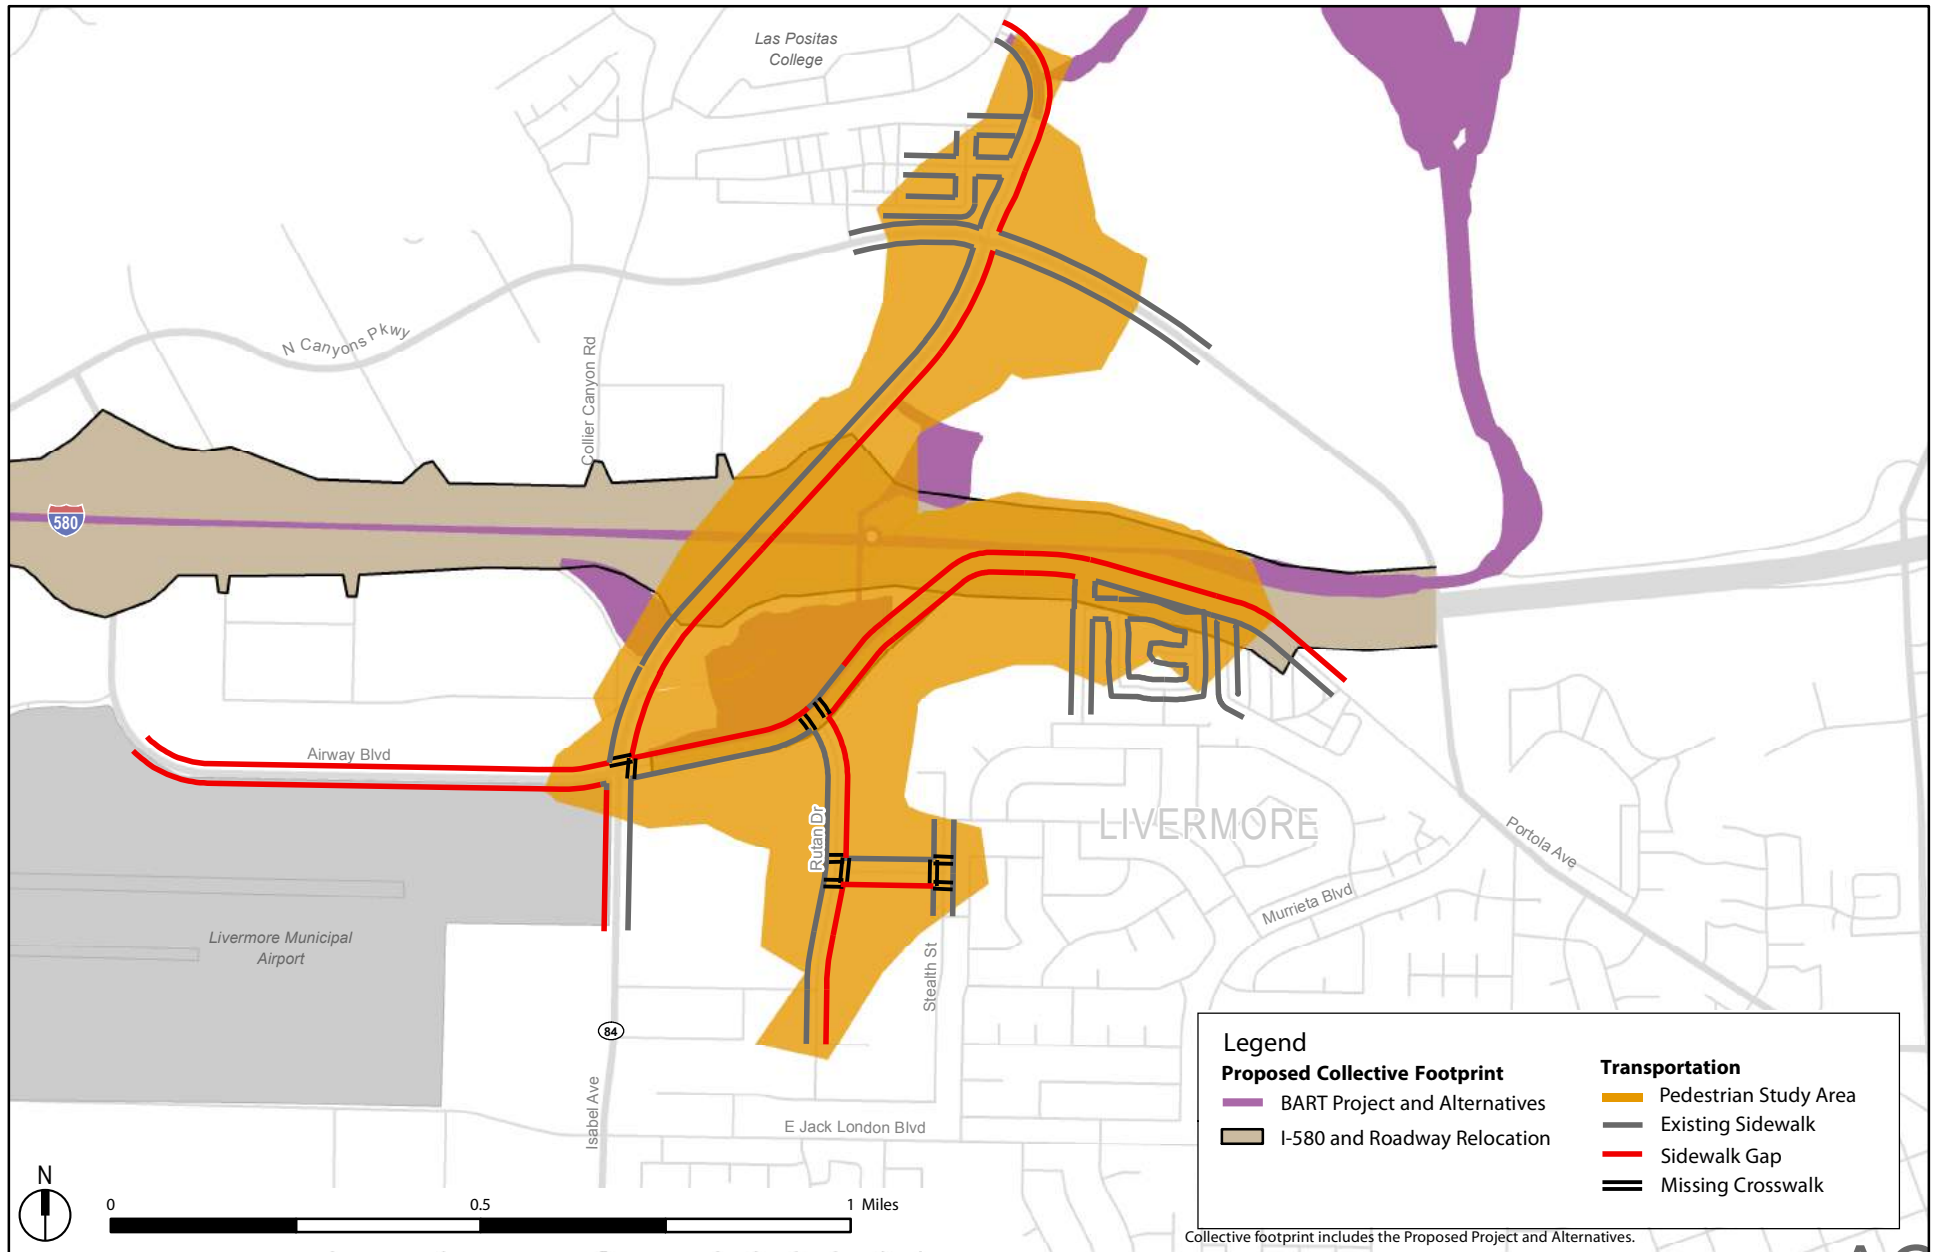 Las Positas
College
N Canyons Pkwy
Collier Canyon Rd
580
Airway Blvd
Rutan Dr
LIVERMORE
Portola Ave
Murrieta Blvd
Livermore Municipal
Airport
Stealth St
84
Isabel Ave
E Jack London Blvd
N
0 0.5 1 Miles
Legend
Proposed Collective Footprint
BART Project and Alternatives
I-580 and Roadway Relocation
Transportation
Pedestrian Study Area
Existing Sidewalk
Sidewalk Gap
Missing Crosswalk
Collective footprint includes the Proposed Project and Alternatives.